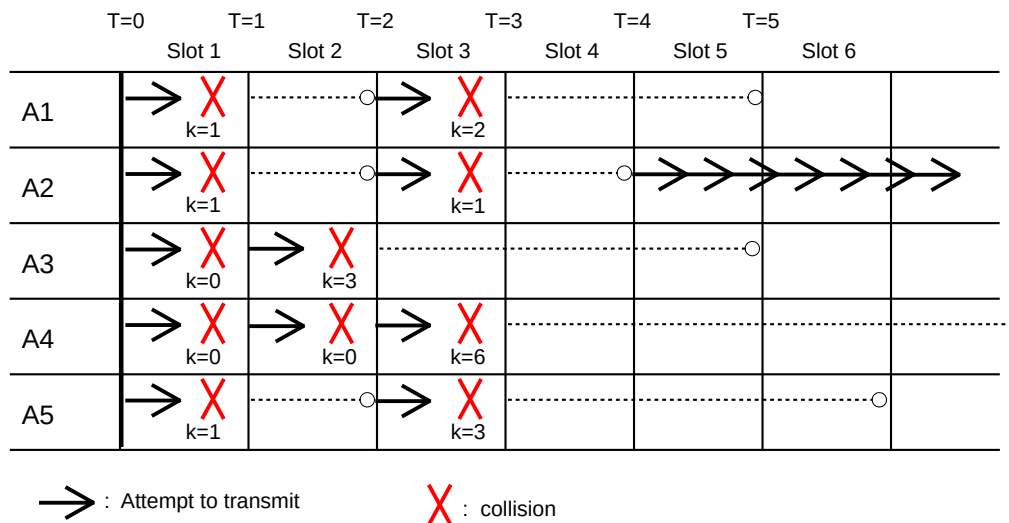 T=0 T=1 T=2 T=3 T=4 T=5
Slot 1 Slot 2 Slot 3 Slot 4 Slot 5 Slot 6
A1
k=1 k=2
A2
k=1 k=1
A3
k=0 k=3
A4
k=0 k=0 k=6
A5
k=1 k=3
: Attempt to transmit : collision